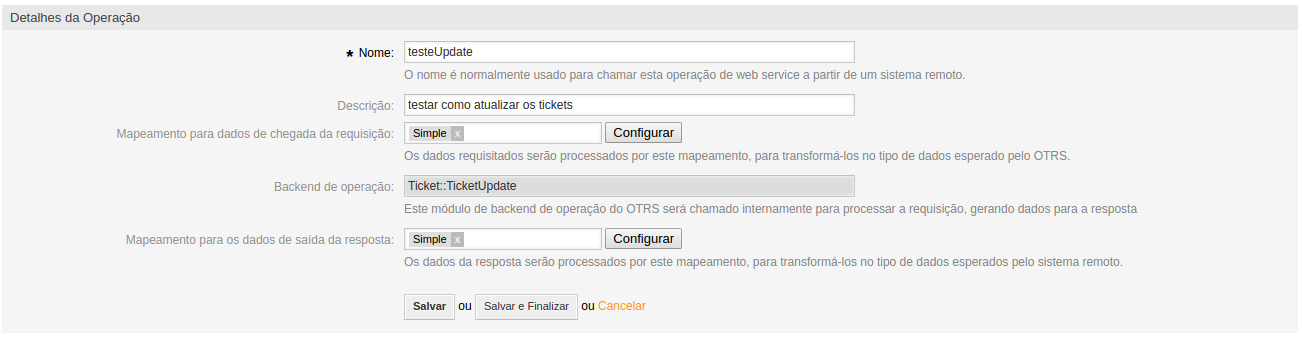 Detalhes da Operação
* Nome: testeUpdate
O nome é normalmente usado para chamar esta operação de web service a partir de um sistema remoto.
Descrição: testar como atualizar os tickets
Mapeamento para dados de chegada da requisição: Simple x Configurar
Os dados requisitados serão processados por este mapeamento, para transformá-los no tipo de dados esperado pelo OTRS.
Backend de operação: Ticket::TicketUpdate
Este módulo de backend de operação do OTRS será chamado internamente para processar a requisição, gerando dados para a resposta
Mapeamento para os dados de saída da resposta: Simple x Configurar
Os dados da resposta serão processados por este mapeamento, para transformá-los no tipo de dados esperados pelo sistema remoto.
Salvar ou Salvar e Finalizar ou Cancelar